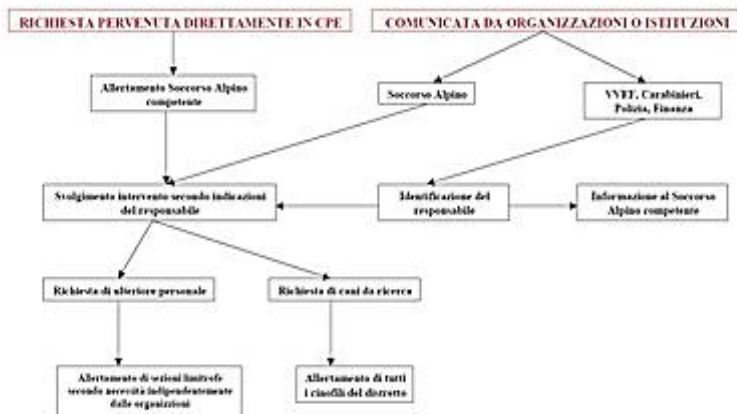 RICHIESTA PERVENUTA DIRETTAMENTE IN CPE
COMUNICATA DA ORGANIZZAZIONI O ISTITUZIONI
Allertamento Soccorso Alpino
competente
Soccorso Alpino
VVFF, Carabinieri,
Polizia, Finanza
Svolgimento intervento secondo indicazioni
del responsabile
Identificazione del
responsabile
Informazione al Soccorso
Alpino competente
Richiesta di ulteriore personale
Richiesta di cani da ricerca
Allertamento di sezioni limitrofe
secondo necessità indipendentemente
dalle organizzioni
Allertamento di tutti
i cinofili del distretto